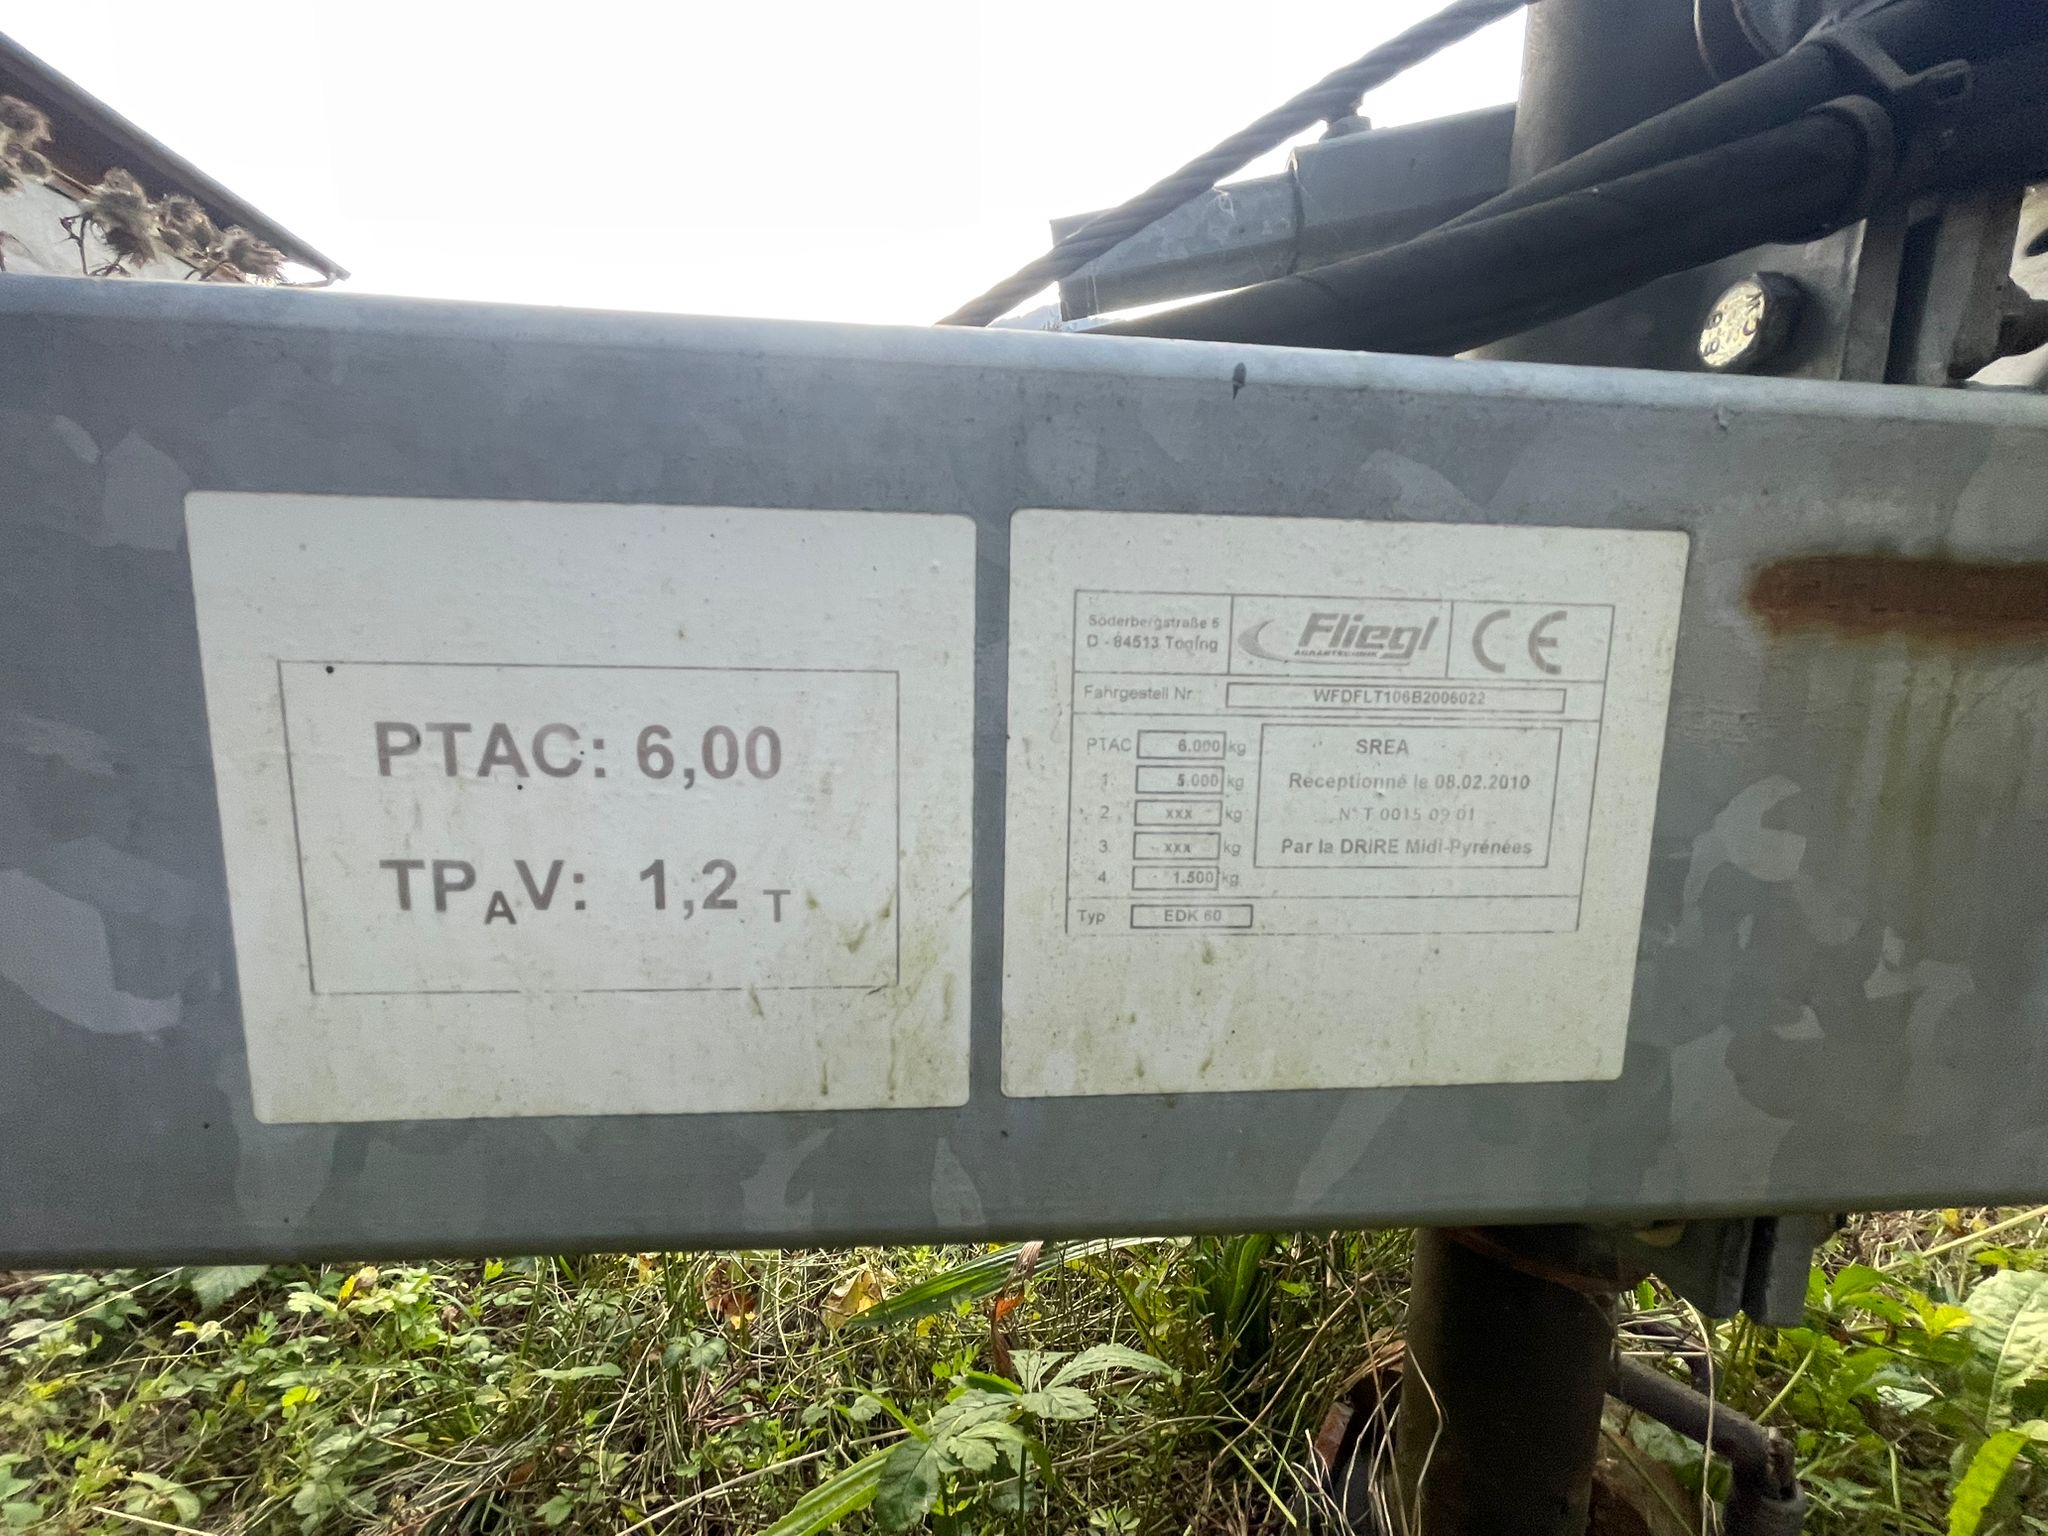 PTAC: 6,00
TPAV: 1,2 T
Söderbergstraße 5
D - 84513 Töging
Fliegl
AGRARTECHNIK
CE
Fahrgestell Nr.
WFDFLT106B2006022
PTAC 6.000 kg
1. 5.000 kg
2. xxx kg
3. xxx kg
4. 1.500 kg
SREA
Receptionné le 08.02.2010
N° T 0015 09 01
Par la DRIRE Midi-Pyrénées
Typ EDK 60